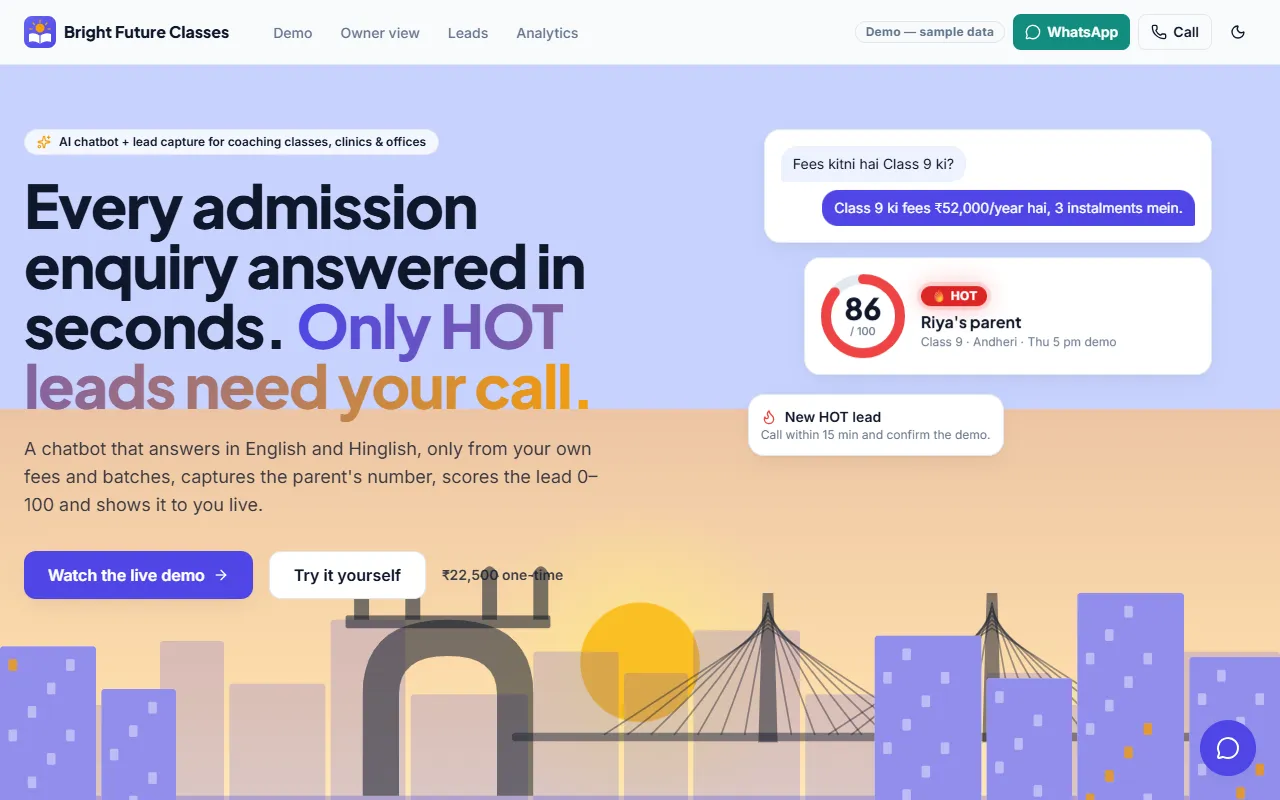 Bright Future Classes
Demo
Owner view
Leads
Analytics
Demo — sample data
WhatsApp
Call
AI chatbot + lead capture for coaching classes, clinics & offices
Every admission
enquiry answered in
seconds. Only HOT
leads need your call.
A chatbot that answers in English and Hinglish, only from your own
fees and batches, captures the parent's number, scores the lead 0–
100 and shows it to you live.
Watch the live demo
Try it yourself
₹22,500 one-time
Fees kitni hai Class 9 ki?
Class 9 ki fees ₹52,000/year hai, 3 instalments mein.
86
/ 100
HOT
Riya's parent
Class 9 · Andheri · Thu 5 pm demo
New HOT lead
Call within 15 min and confirm the demo.